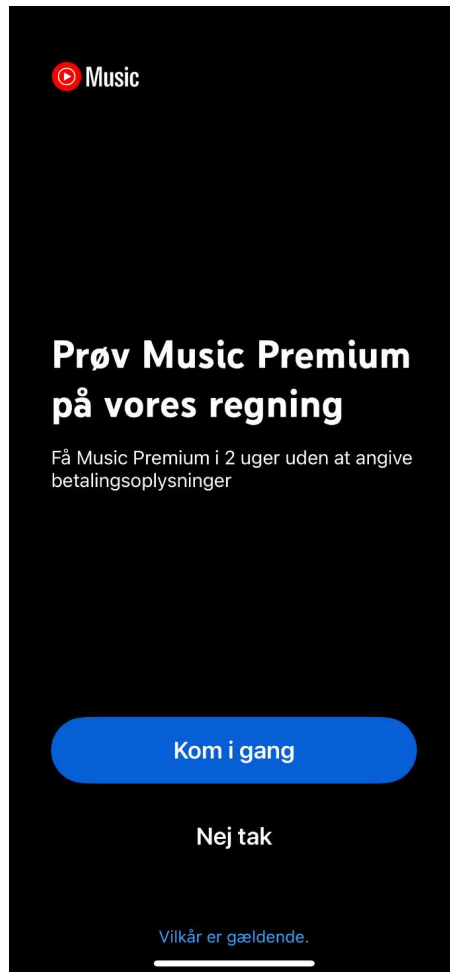 Music
Prøv Music Premium
på vores regning
Få Music Premium i 2 uger uden at angive
betalingsoplysninger
Kom i gang
Nej tak
Vilkår er gældende.